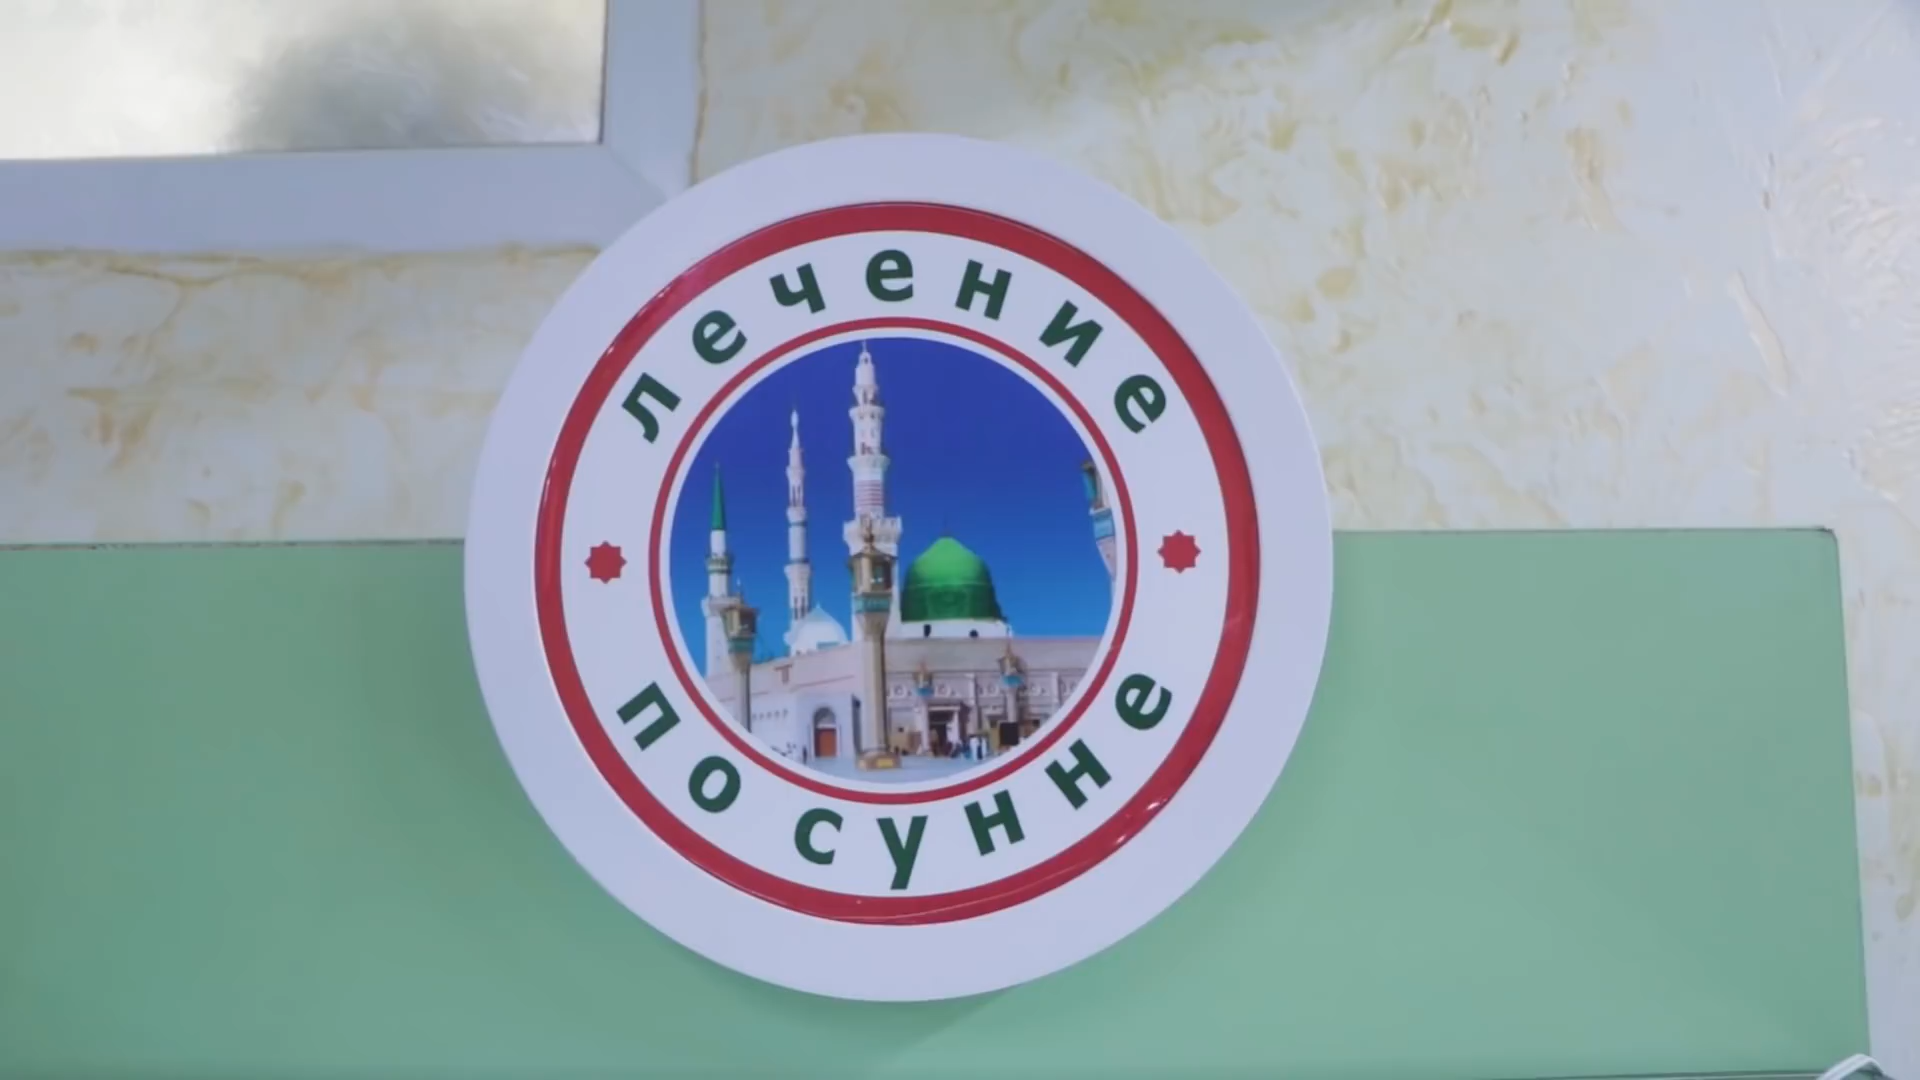 лечение
по сунне